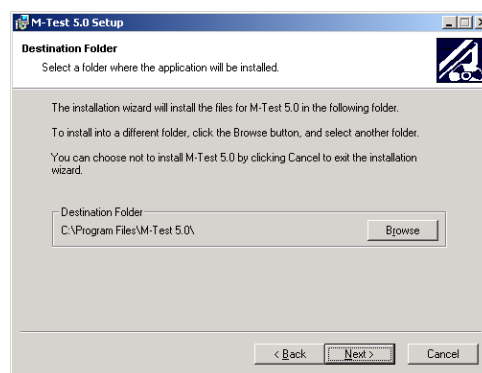 M-Test 5.0 Setup
Destination Folder
Select a folder where the application will be installed.
The installation wizard will install the files for M-Test 5.0 in the following folder.
To install into a different folder, click the Browse button, and select another folder.
You can choose not to install M-Test 5.0 by clicking Cancel to exit the installation
wizard.
Destination Folder
C:\Program Files\M-Test 5.0\
Browse
< Back
Next >
Cancel